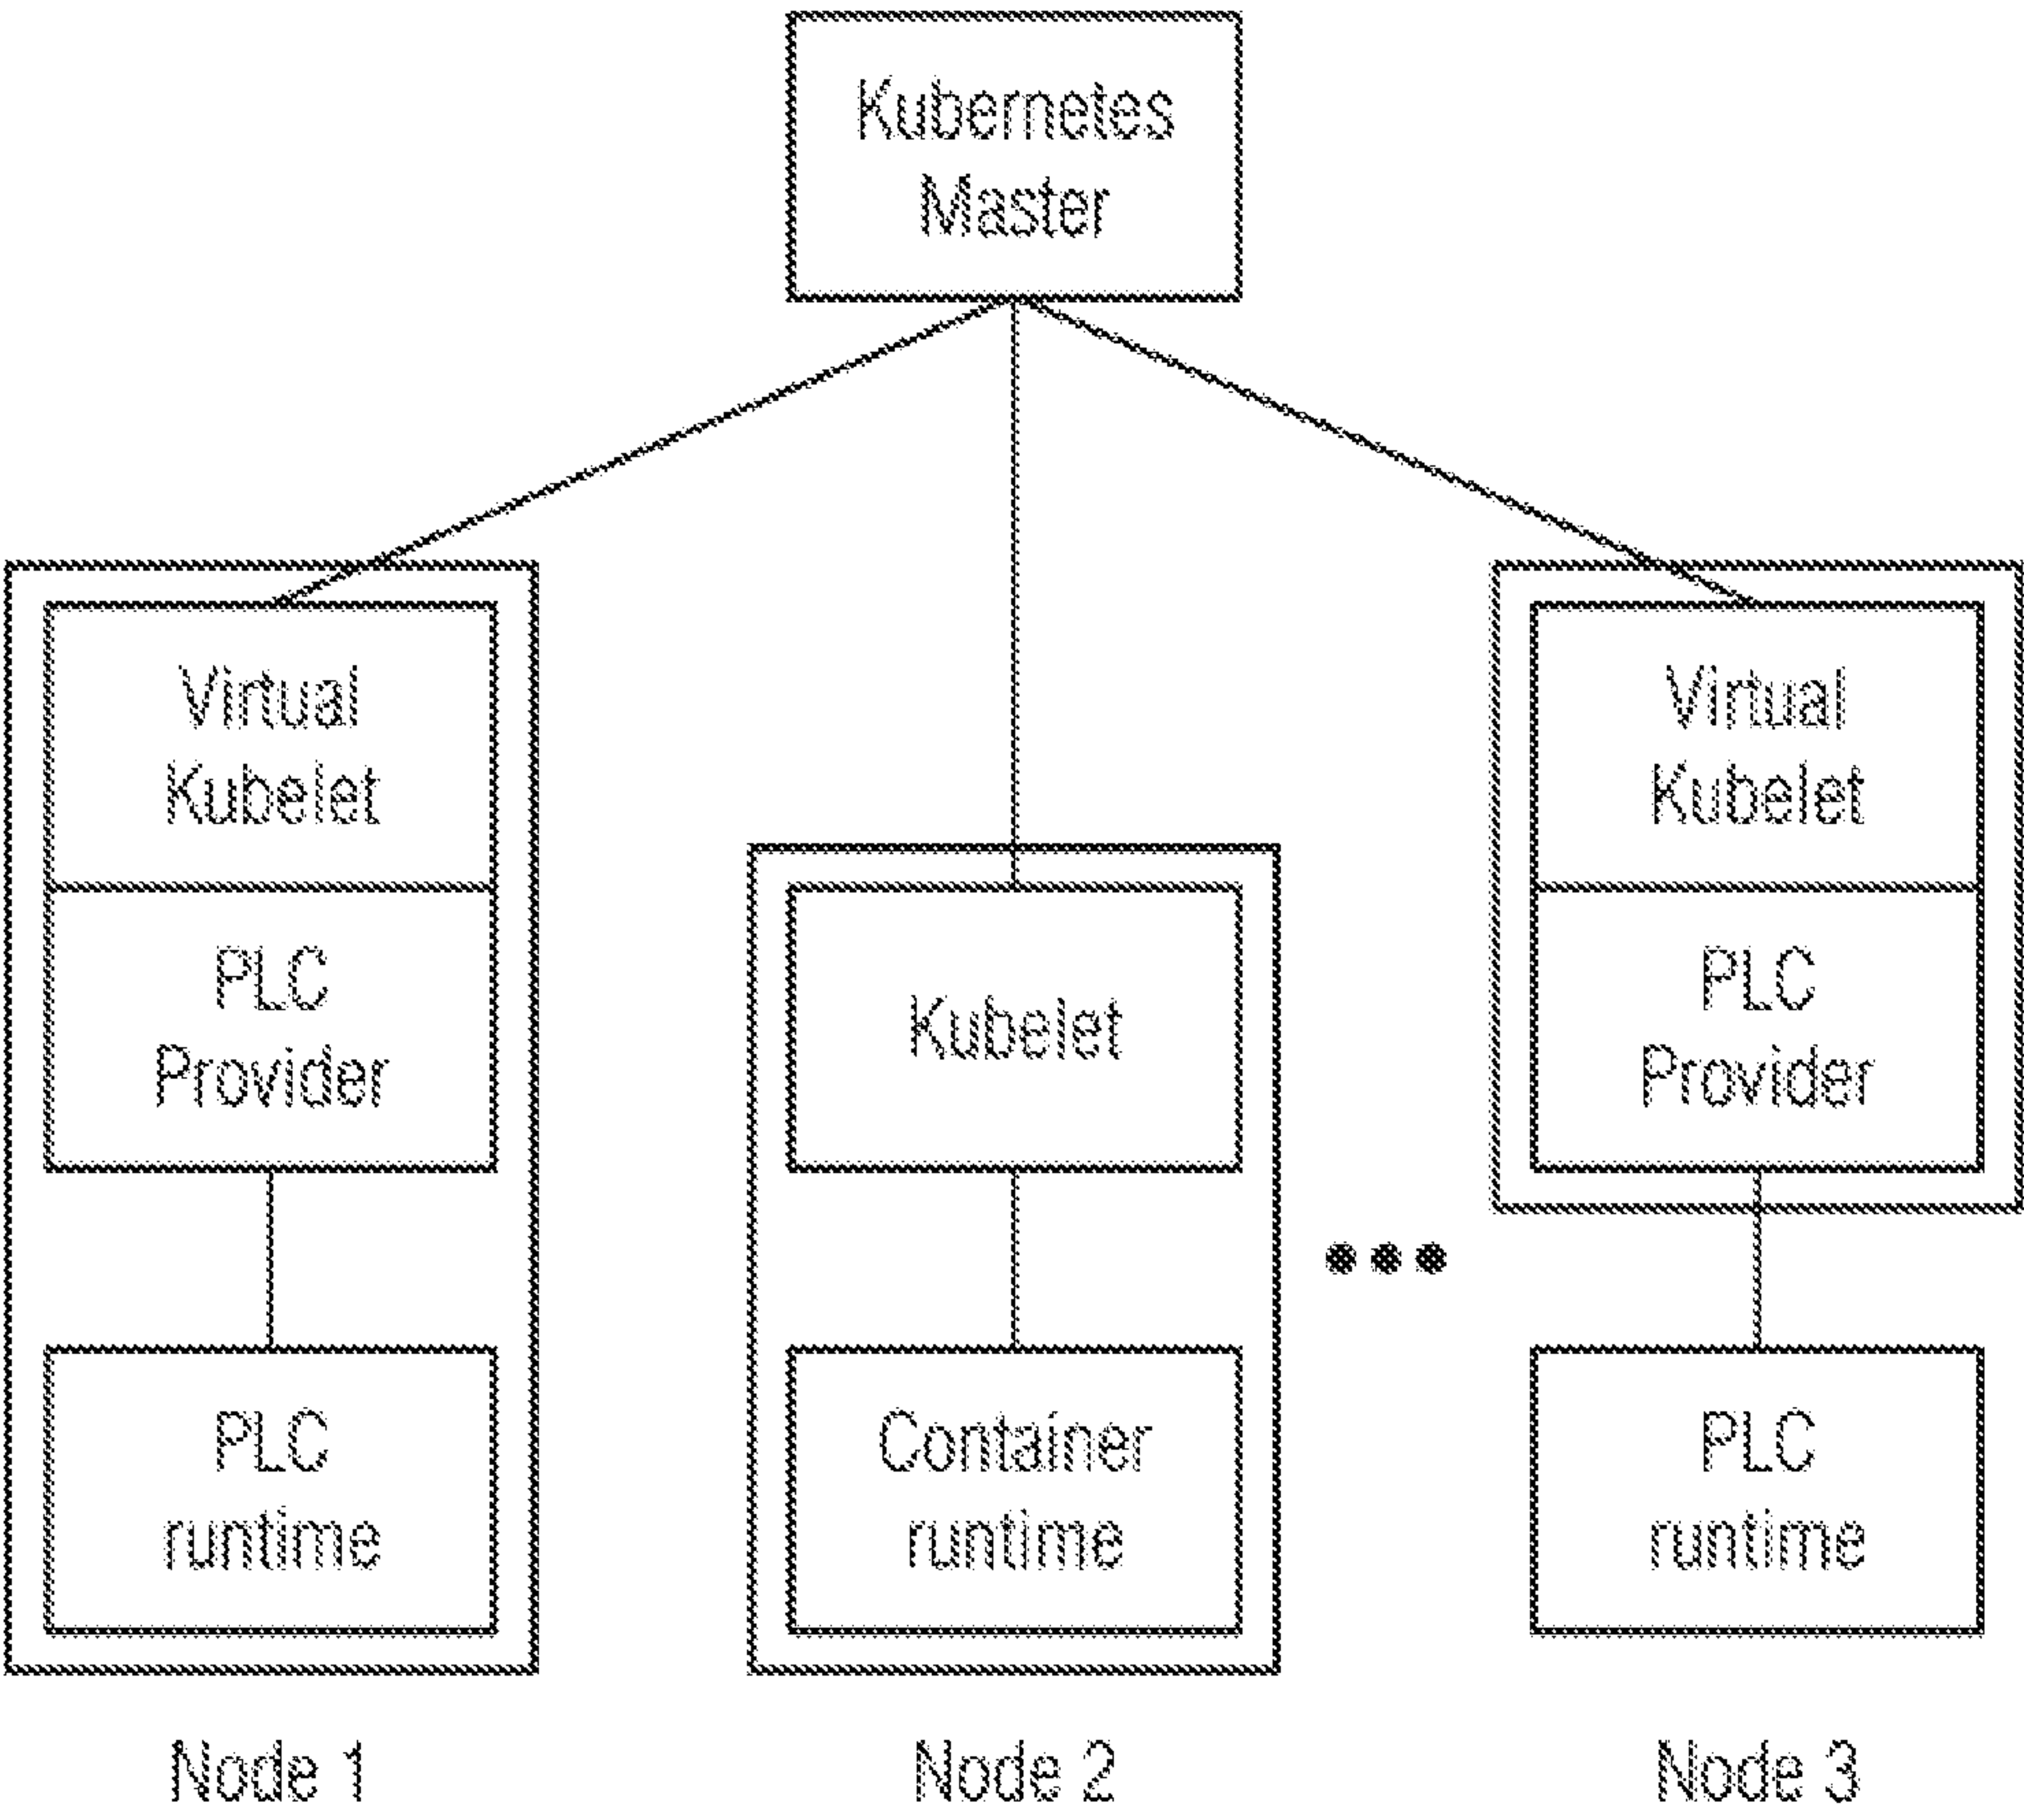 Kubernetes
Master
Virtual
Kubelet
PLC
Provider
PLC
runtime
Node 1
Kubelet
Container
runtime
Node 2
Virtual
Kubelet
PLC
Provider
PLC
runtime
Node 3